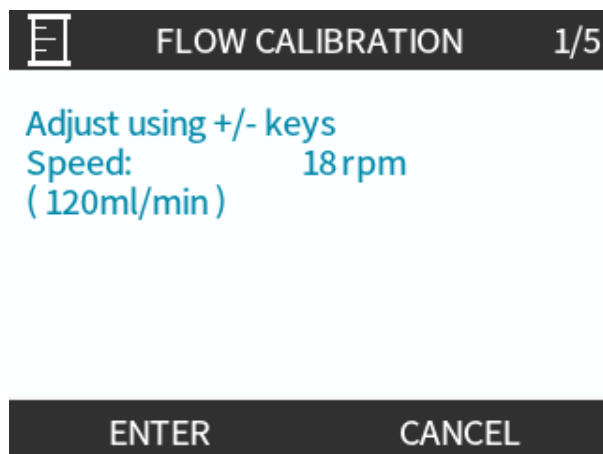 FLOW CALIBRATION 1/5
Adjust using +/- keys
Speed: 18 rpm
( 120ml/min )
ENTER CANCEL